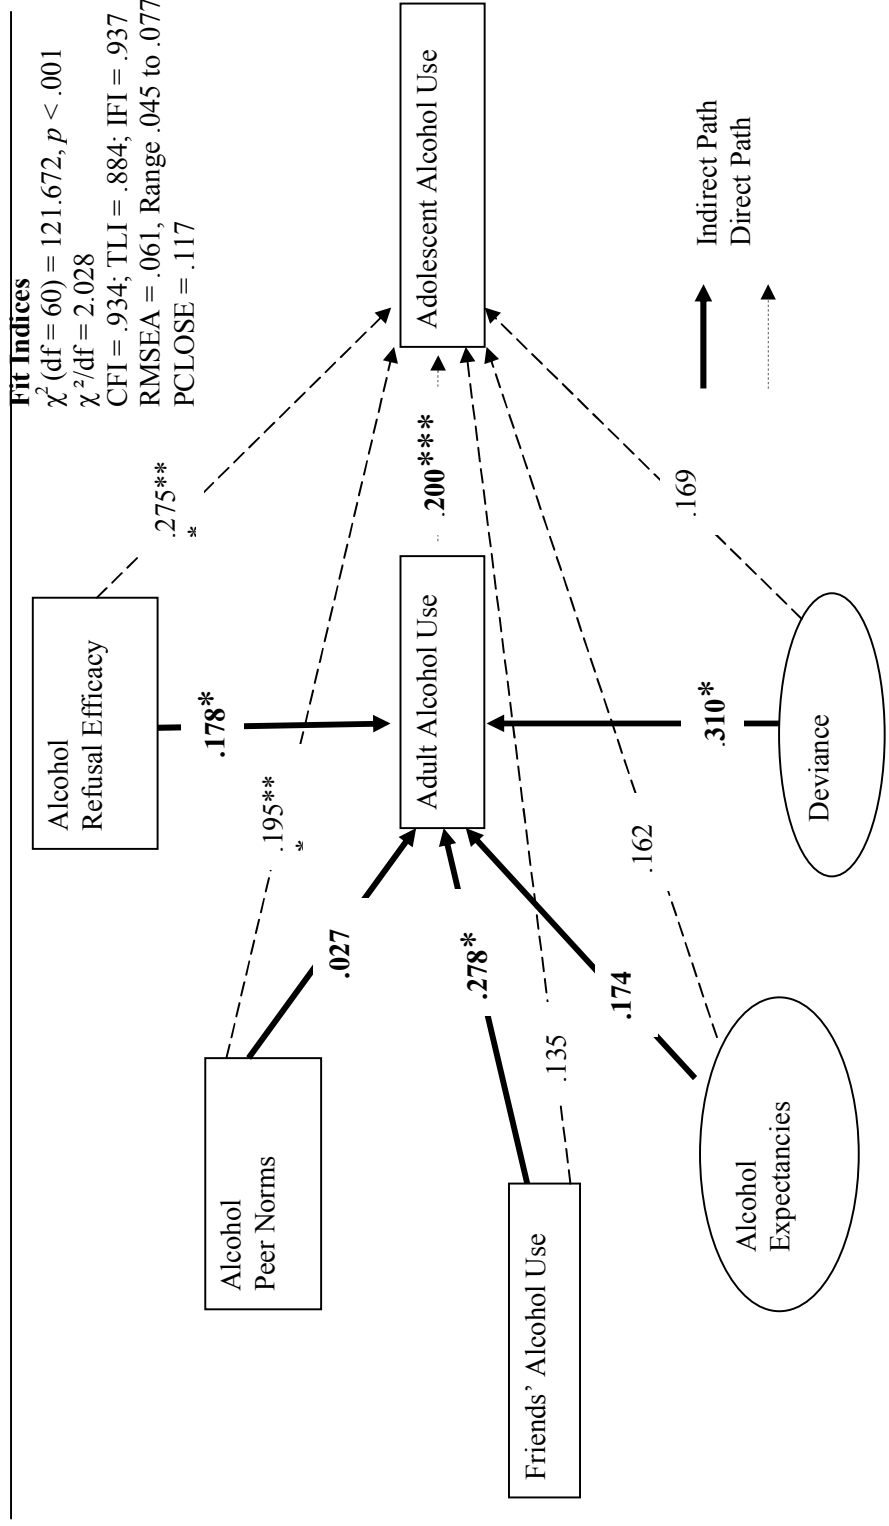 Fit Indices
χ² (df = 60) = 121.672, p < .001
χ²/df = 2.028
CFI = .934; TLI = .884; IFI = .937
RMSEA = .061, Range .045 to .077
PCLOSE = .117
Alcohol
Refusal Efficacy
.275**
*
.178*
Alcohol
Peer Norms
.195**
*
.027
Adult Alcohol Use
.200***
Adolescent Alcohol Use
Friends’ Alcohol Use
.278*
.135
Alcohol
Expectancies
.174
.162
Deviance
.310*
.169
Indirect Path
Direct Path